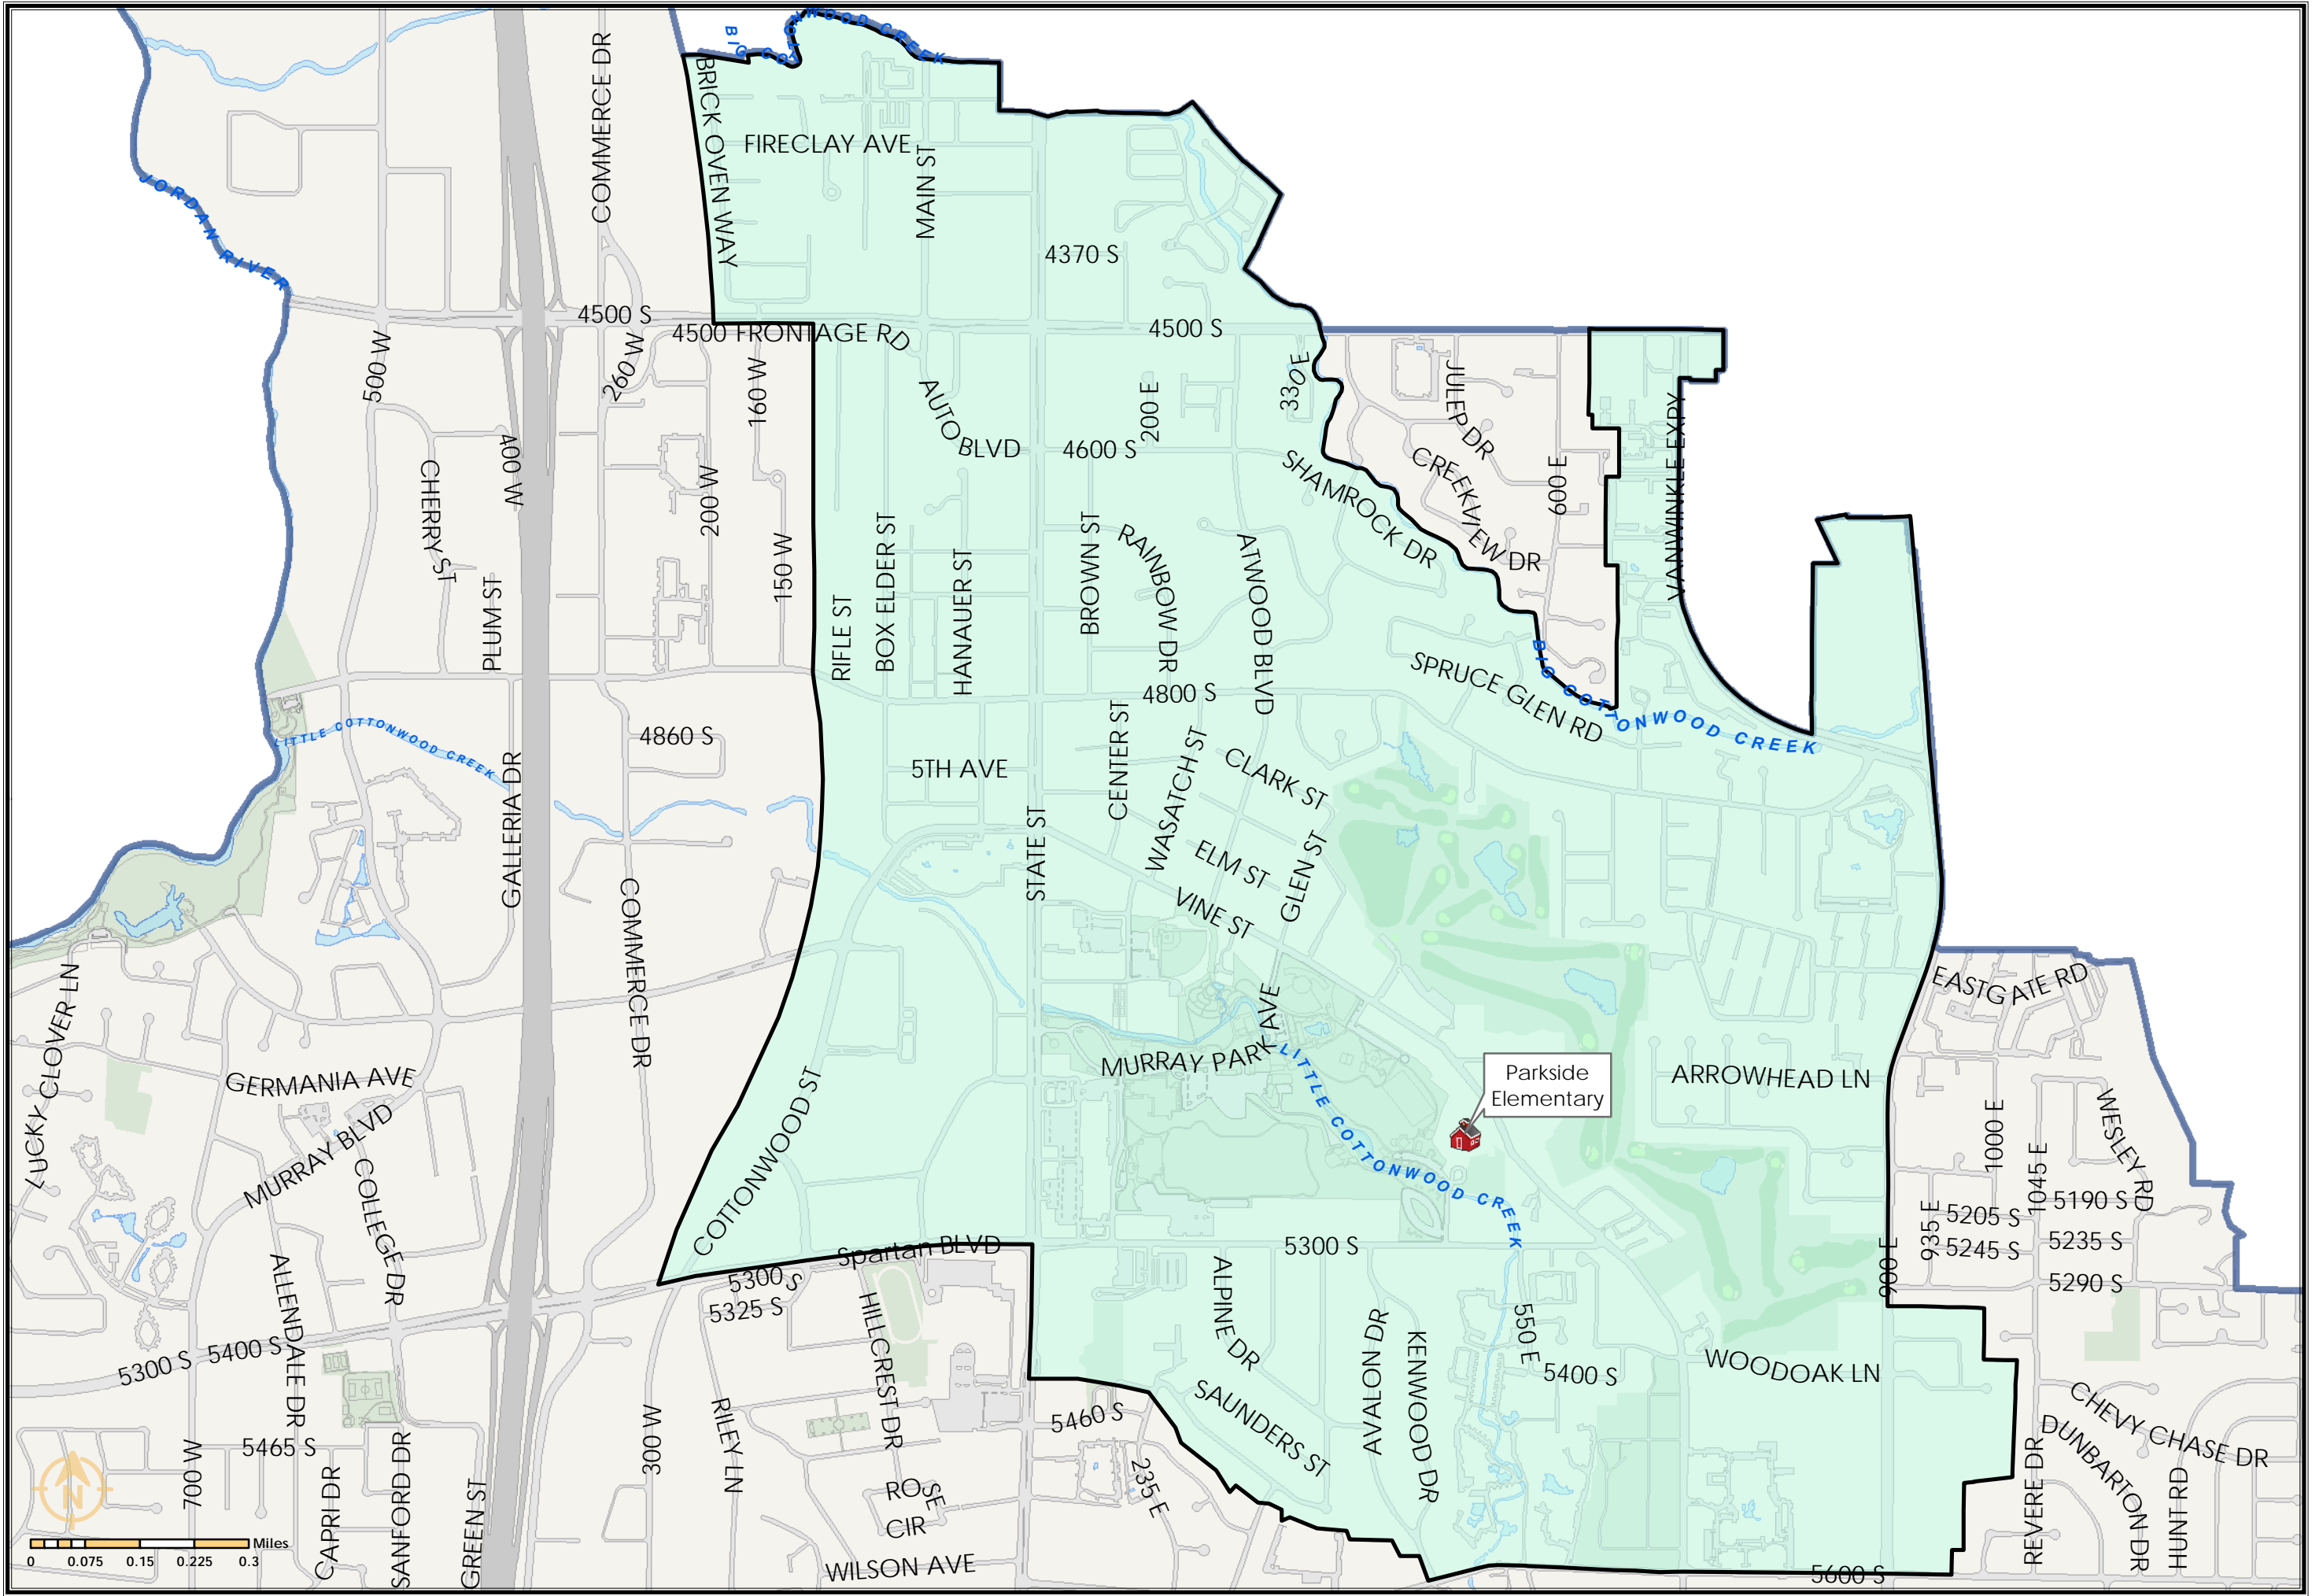 BIG COTTONWOOD CREEK
COMMERCE DR
BRICK OVEN WAY
FIRECLAY AVE
MAIN ST
JORDAN RIVER
4370 S
4500 S
4500 FRONTAGE RD
4500 S
500 W
260 W
160 W
AUTO BLVD
200 E
330 E
JULEP DR
4600 S
400 W
CHERRY ST
200 W
SHAMROCK DR
CREEKVIEW DR
600 E
VANWINKLE EXPY
150 W
BOX ELDER ST
HANAUER ST
BROWN ST
RAINBOW DR
ATWOOD BLVD
PLUM ST
RIFLE ST
SPRUCE GLEN RD
BIG COTTONWOOD CREEK
4800 S
LITTLE COTTONWOOD CREEK
4860 S
5TH AVE
CENTER ST
WASATCH ST
CLARK ST
GALLERIA DR
STATE ST
ELM ST
GLEN ST
VINE ST
COMMERCE DR
LUCKY CLOVER LN
EASTGATE RD
MURRAY PARK AVE
LITTLE COTTONWOOD CREEK
Parkside
Elementary
ARROWHEAD LN
GERMANIA AVE
MURRAY BLVD
COTTONWOOD ST
1000 E
1045 E
WESLEY RD
5190 S
5205 S
935 E
5235 S
5245 S
900 E
5290 S
COLLEGE DR
ALLENDALE DR
Spartan BLVD
5300 S
5300 S
5325 S
HILLCREST DR
ALPINE DR
AVALON DR
KENWOOD DR
550 E
5400 S
WOODOAK LN
5300 S
5400 S
SAUNDERS ST
CHEVY CHASE DR
DUNBARTON DR
REVERE DR
HUNT RD
5460 S
235 E
300 W
RILEY LN
ROSE
CIR
WILSON AVE
5465 S
700 W
CAPRI DR
SANFORD DR
GREEN ST
5600 S
N
Miles
0 0.075 0.15 0.225 0.3